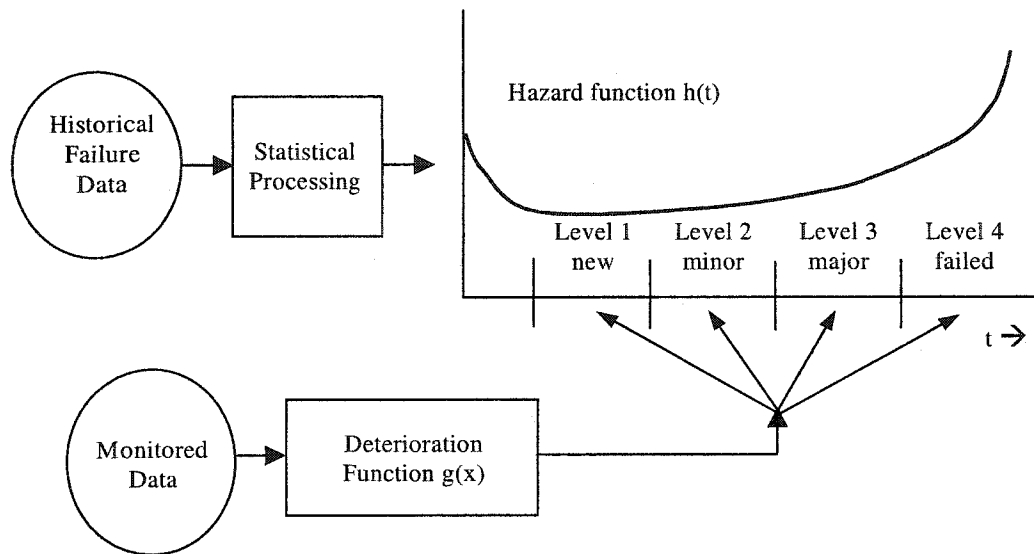 Hazard function h(t)
Historical
Failure
Data
Statistical
Processing
Level 1
new
Level 2
minor
Level 3
major
Level 4
failed
t →
Monitored
Data
Deterioration
Function g(x)